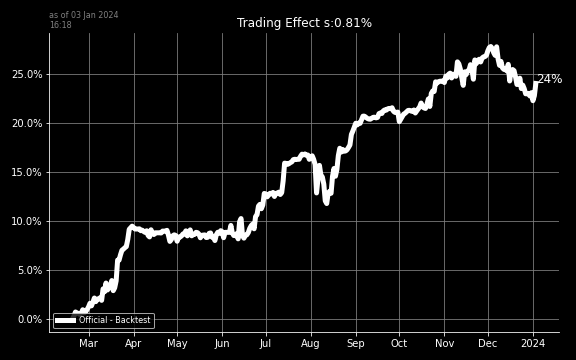 as of 03 Jan 2024
16:18
Trading Effect s:0.81%
25.0%
20.0%
15.0%
10.0%
5.0%
0.0%
24%
Official - Backtest
Mar Apr May Jun Jul Aug Sep Oct Nov Dec 2024